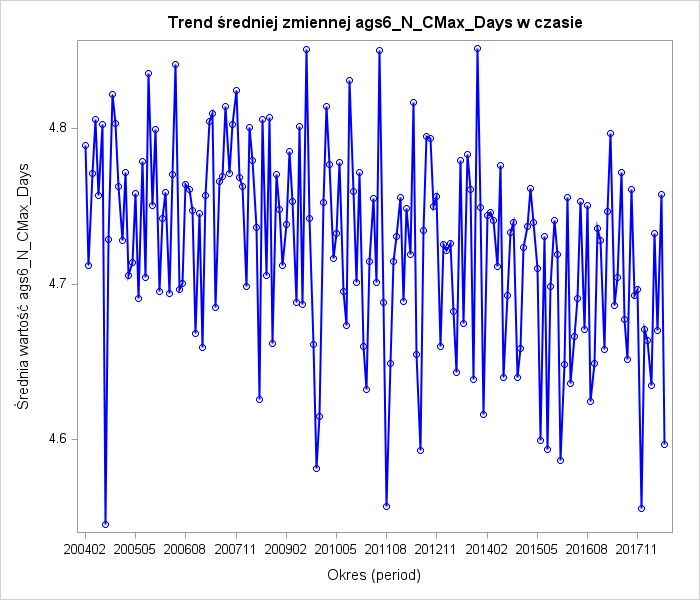 Trend średniej zmiennej ags6_N_CMax_Days w czasie
Średnia wartość ags6_N_CMax_Days
4.8
4.7
4.6
200402 200505 200608 200711 200902 201005 201108 201211 201402 201505 201608 201711
Okres (period)